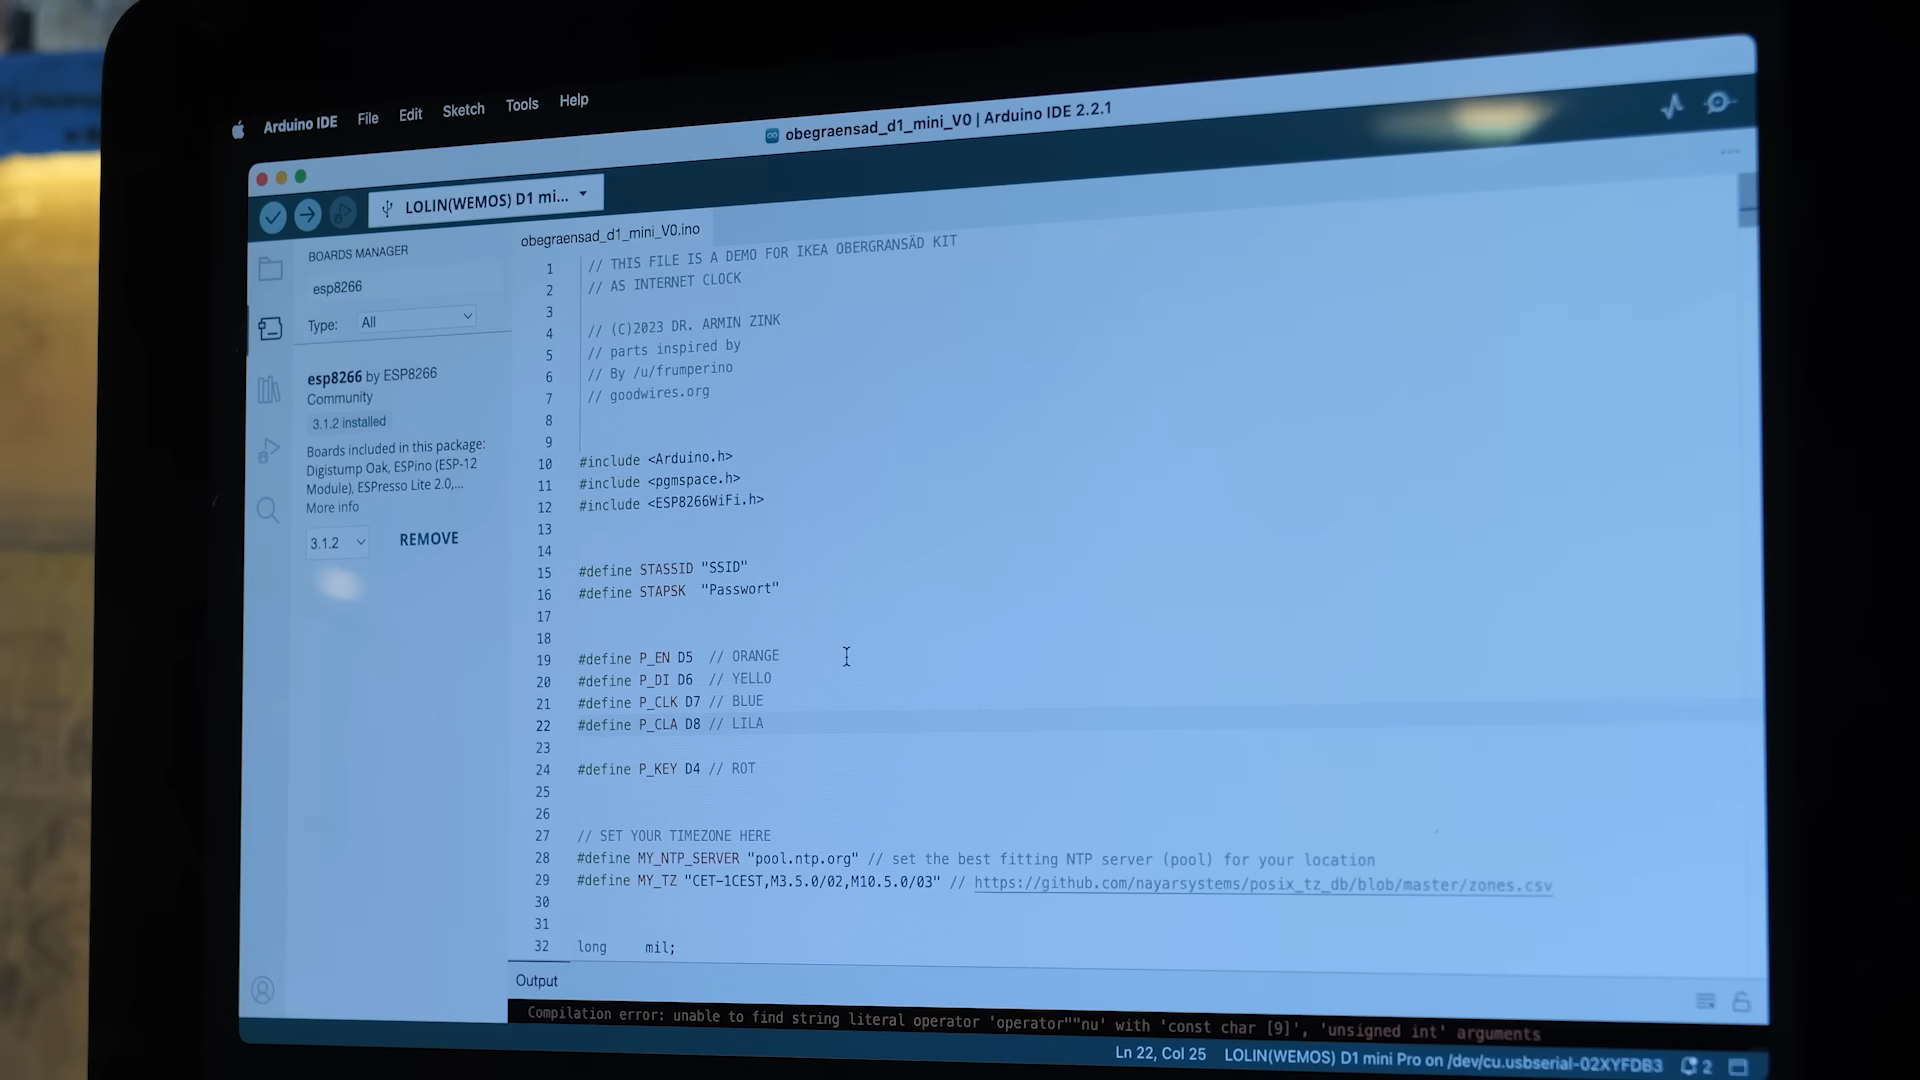 Arduino IDE File Edit Sketch Tools Help
obegraensad_d1_mini_V0 | Arduino IDE 2.2.1
LOLIN(WEMOS) D1 mi...
BOARDS MANAGER
esp8266
Type: All
esp8266 by ESP8266
Community
3.1.2 installed
Boards included in this package:
Digistump Oak, ESPino (ESP-12
Module), ESPresso Lite 2.0,...
More info
3.1.2 REMOVE
obegraensad_d1_mini_V0.ino
1 // THIS FILE IS A DEMO FOR IKEA OBERGRANSÄD KIT
2 // AS INTERNET CLOCK
3
4 // (C)2023 DR. ARMIN ZINK
5 // parts inspired by
6 // By /u/frumperino
7 // goodwires.org
8
9
10 #include <Arduino.h>
11 #include <pgmspace.h>
12 #include <ESP8266WiFi.h>
13
14
15 #define STASSID "SSID"
16 #define STAPSK "Passwort"
17
18
19 #define P_EN D5 // ORANGE
20 #define P_DI D6 // YELLO
21 #define P_CLK D7 // BLUE
22 #define P_CLA D8 // LILA
23
24 #define P_KEY D4 // ROT
25
26
27 // SET YOUR TIMEZONE HERE
28 #define MY_NTP_SERVER "pool.ntp.org" // set the best fitting NTP server (pool) for your location
29 #define MY_TZ "CET-1CEST,M3.5.0/02,M10.5.0/03" // https://github.com/nayarsystems/posix_tz_db/blob/master/zones.csv
30
31
32 long mil;
Output
Compilation error: unable to find string literal operator 'operator""nu' with 'const char [9]', 'unsigned int' arguments
Ln 22, Col 25 LOLIN(WEMOS) D1 mini Pro on /dev/cu.usbserial-02XYFDB3 2